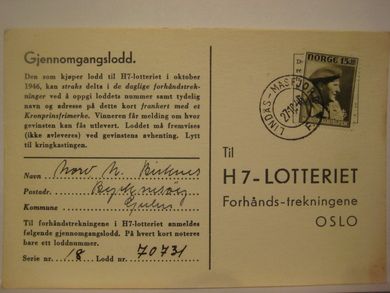 Gjennomgangslodd.
Den som kjøper lodd til H7-lotteriet i oktober
1946, kan straks delta i de daglige forhåndstrek-
ninger ved å oppgi loddets nummer samt tydelig
navn og adresse på dette kort frankert med et
Kronprinsfrimerke. Vinneren får melding om hvor
gevinsten kan fås utlevert. Loddet må fremvises
(ikke avleveres) ved gevinstens avhenting. Lytt
til kringkastingen.
Navn
Postadr.
Kommune
Til forhåndstrekningene i H7-lotteriet anmeldes
følgende gjennomgangslodd. På hvert kort noteres
bare ett loddnummer.
Serie nr. 18 Lodd nr. 70731
NORGE 15
LINDÅS-MASFJORD
Til
H7-LOTTERIET
Forhånds-trekningene
OSLO